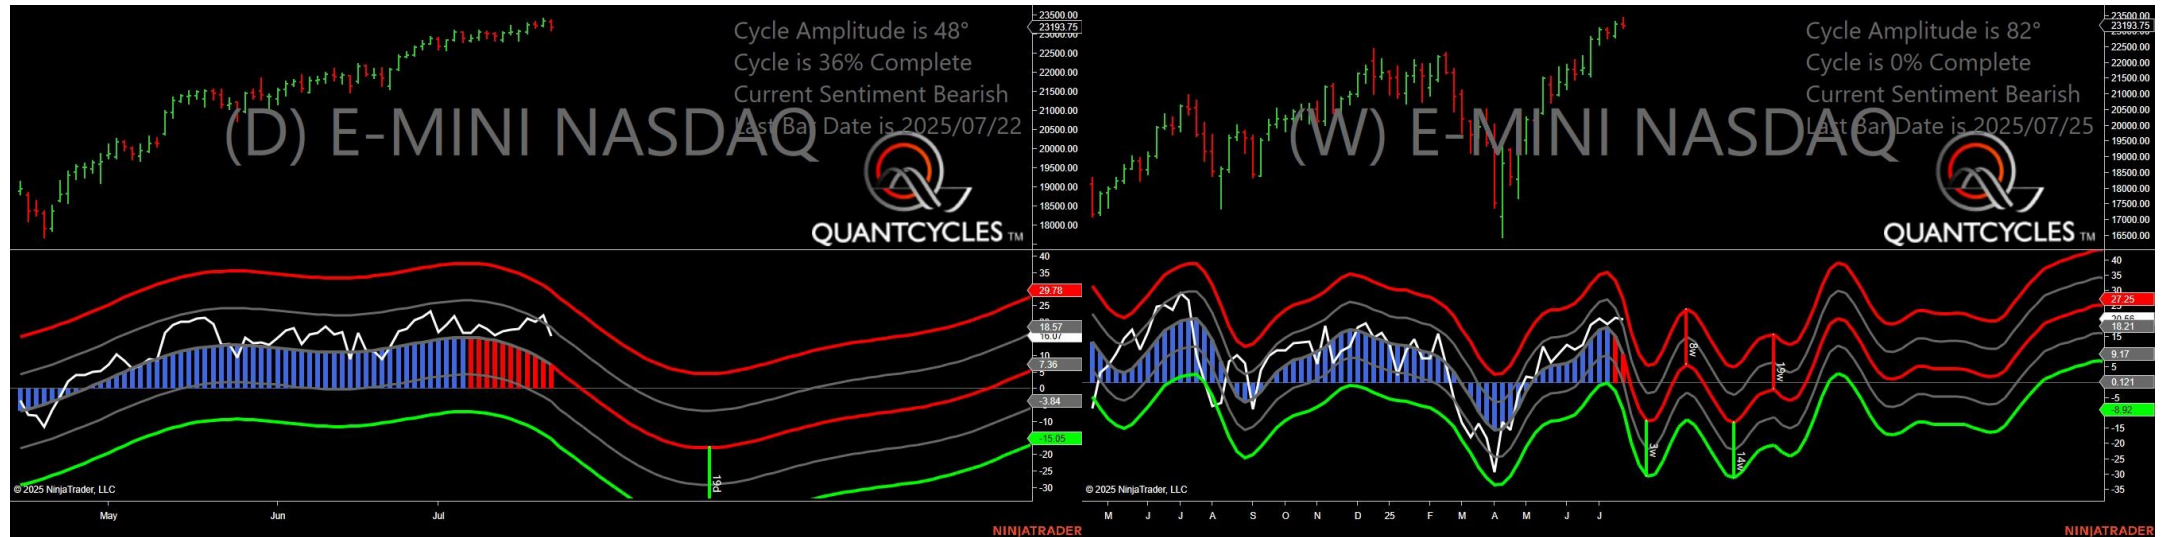 Cycle Amplitude is 48°
Cycle is 36% Complete
Current Sentiment Bearish
Last Bar Date is 2025/07/22
(D) E-MINI NASDAQ
QUANTCYCLES TM
23500.00
23193.75
23000.00
22500.00
22000.00
21500.00
21000.00
20500.00
20000.00
19500.00
19000.00
18500.00
18000.00
40
35
29.78
25
18.57
16.07
10
7.36
5
0
-3.84
-10
-15.05
-20
-25
-30
19d
© 2025 NinjaTrader, LLC
May
Jun
Jul
NINJATRADER
Cycle Amplitude is 82°
Cycle is 0% Complete
Current Sentiment Bearish
Last Bar Date is 2025/07/25
(W) E-MINI NASDAQ
QUANTCYCLES TM
23500.00
23193.75
22500.00
22000.00
21500.00
21000.00
20500.00
20000.00
19500.00
19000.00
18500.00
18000.00
17500.00
17000.00
16500.00
40
35
30
27.25
18.21
15
9.17
0.121
-5
-8.92
-15
-20
-25
-30
-35
3w
8w
14w
19w
© 2025 NinjaTrader, LLC
M
J
J
A
S
O
N
D
25
F
M
A
M
J
J
NINJATRADER